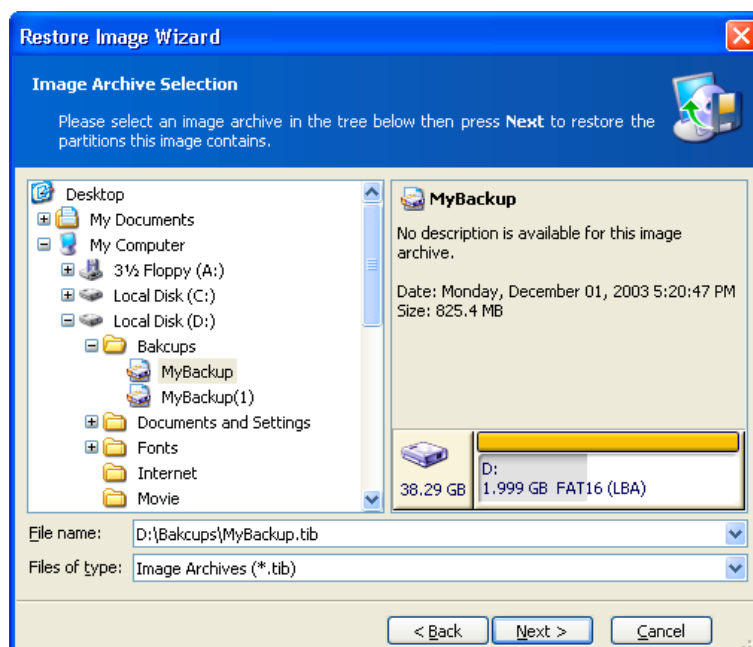 Restore Image Wizard
Image Archive Selection
Please select an image archive in the tree below then press Next to restore the
partitions this image contains.
Desktop
My Documents
My Computer
3½ Floppy (A:)
Local Disk (C:)
Local Disk (D:)
Bakcups
MyBackup
MyBackup(1)
Documents and Settings
Fonts
Internet
Movie
MyBackup
No description is available for this image
archive.
Date: Monday, December 01, 2003 5:20:47 PM
Size: 825.4 MB
38.29 GB
D:
1.999 GB FAT16 (LBA)
File name: D:\Bakcups\MyBackup.tib
Files of type: Image Archives (*.tib)
< Back Next > Cancel